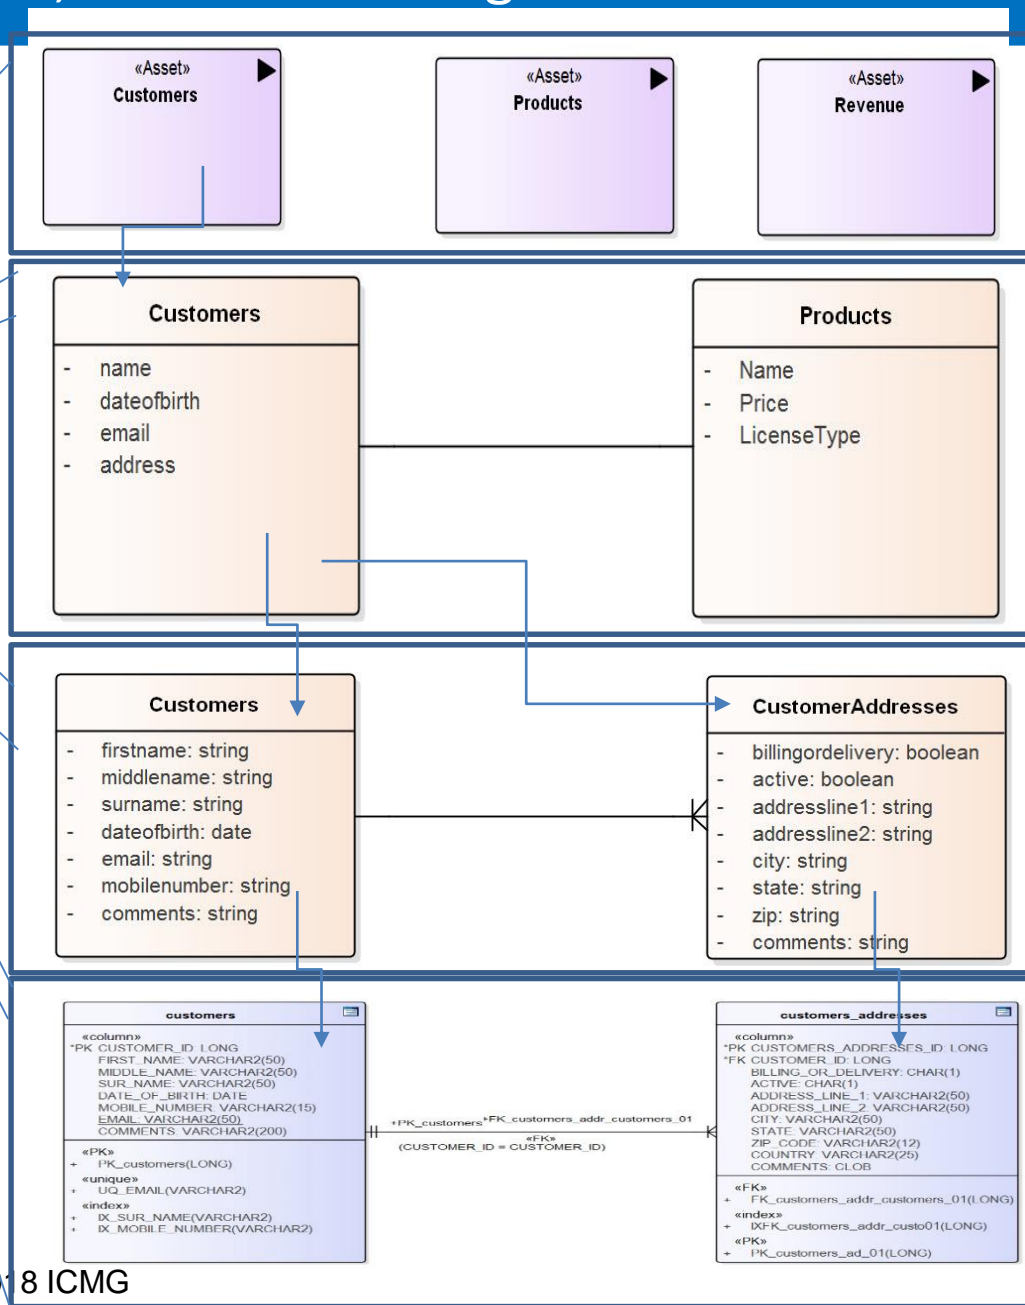 «Asset»
Customers
«Asset»
Products
«Asset»
Revenue
Customers
- name
- dateofbirth
- email
- address
Products
- Name
- Price
- LicenseType
Customers
- firstname: string
- middlename: string
- surname: string
- dateofbirth: date
- email: string
- mobilenumber: string
- comments: string
CustomerAddresses
- billingordelivery: boolean
- active: boolean
- addressline1: string
- addressline2: string
- city: string
- state: string
- zip: string
- comments: string
customers
«column»
*PK CUSTOMER_ID: LONG
FIRST_NAME: VARCHAR2(50)
MIDDLE_NAME: VARCHAR2(50)
SUR_NAME: VARCHAR2(50)
DATE_OF_BIRTH: DATE
MOBILE_NUMBER: VARCHAR2(15)
EMAIL: VARCHAR2(50)
COMMENTS: VARCHAR2(200)
«PK»
+ PK_customers(LONG)
«unique»
+ UQ_EMAIL(VARCHAR2)
«index»
+ IX_SUR_NAME(VARCHAR2)
+ IX_MOBILE_NUMBER(VARCHAR2)
+PK_customers
+FK_customers_addr_customers_01
«FK»
(CUSTOMER_ID = CUSTOMER_ID)
customers_addresses
«column»
*PK CUSTOMERS_ADDRESSES_ID: LONG
*FK CUSTOMER_ID: LONG
BILLING_OR_DELIVERY: CHAR(1)
ACTIVE: CHAR(1)
ADDRESS_LINE_1: VARCHAR2(50)
ADDRESS_LINE_2: VARCHAR2(50)
CITY: VARCHAR2(50)
STATE: VARCHAR2(50)
ZIP_CODE: VARCHAR2(12)
COUNTRY: VARCHAR2(25)
COMMENTS: CLOB
«FK»
+ FK_customers_addr_customers_01(LONG)
«index»
+ IXFK_customers_addr_custo01(LONG)
«PK»
+ PK_customers_ad_01(LONG)
18 ICMG